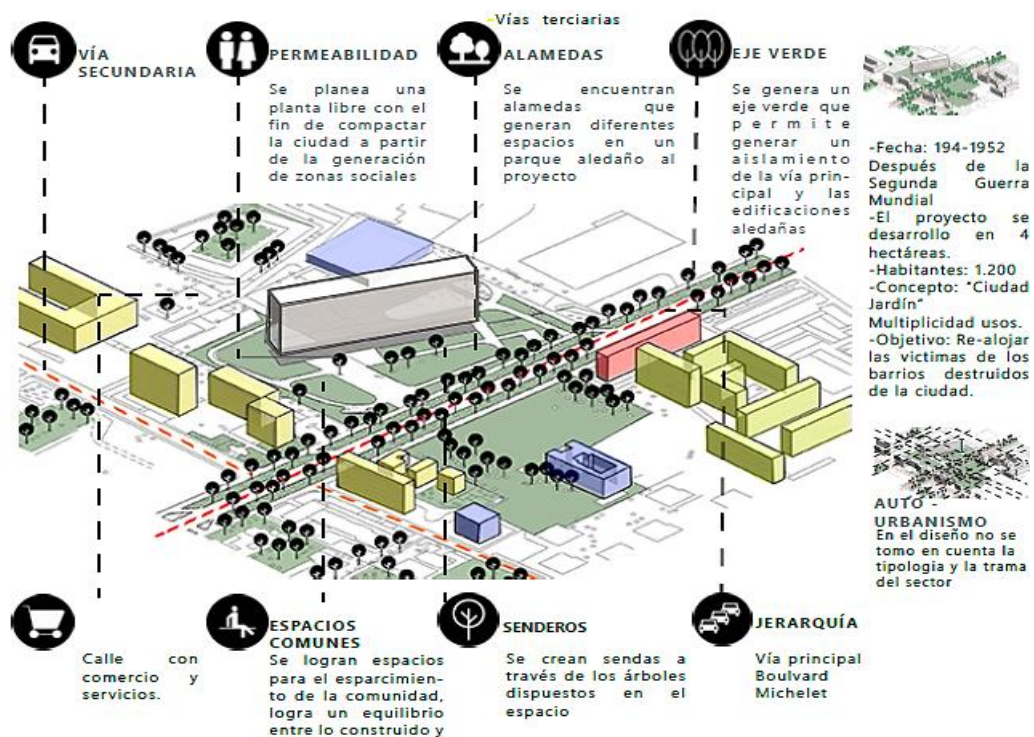 -Vías terciarias
VÍA
SECUNDARIA
PERMEABILIDAD
Se planea una
planta libre con el
fin de compactar
la ciudad a partir
de la generación
de zonas sociales
ALAMEDAS
Se encuentran
alamedas que
generan diferentes
espacios en un
parque aledaño al
proyecto
EJE VERDE
Se genera un
eje verde que
permite
generar un
aislamiento
de la vía prin-
cipal y las
edificaciones
aledañas
-Fecha: 194-1952
Después de la
Segunda Guerra
Mundial
-El proyecto se
desarrollo en 4
hectáreas.
-Habitantes: 1.200
-Concepto: "Ciudad
Jardín"
Multiplicidad usos.
-Objetivo: Re-alojar
las victimas de los
barrios destruidos
de la ciudad.
AUTO -
URBANISMO
En el diseño no se
tomo en cuenta la
tipologia y la trama
del sector
Calle con
comercio y
servicios.
ESPACIOS
COMUNES
Se logran espacios
para el esparcimien-
to de la comunidad,
logra un equilibrio
entre lo construido y
SENDEROS
Se crean sendas a
través de los árboles
dispuestos en el
espacio
JERARQUÍA
Vía principal
Boulvard
Michelet